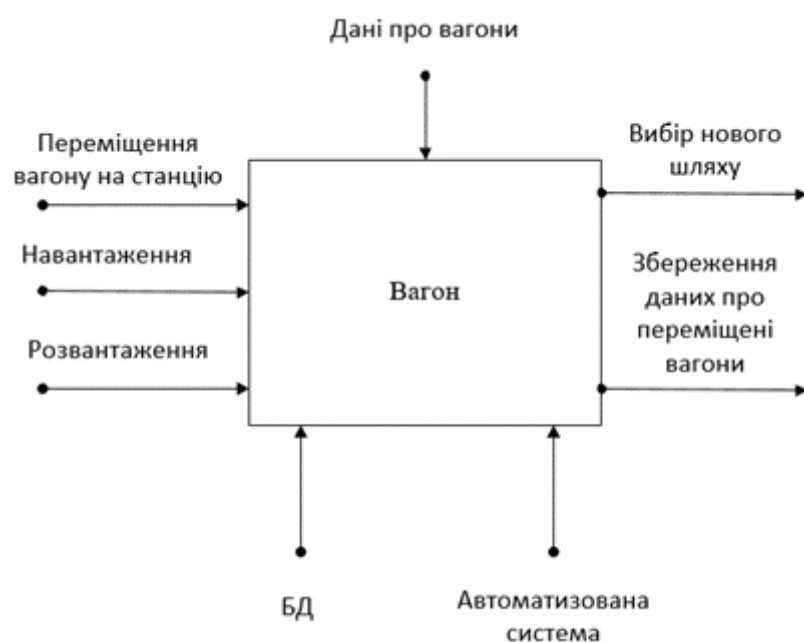 Дані про вагони
Переміщення
вагону на станцію
Навантаження
Розвантаження
Вагон
Вибір нового
шляху
Збереження
даних про
переміщені
вагони
БД
Автоматизована
система